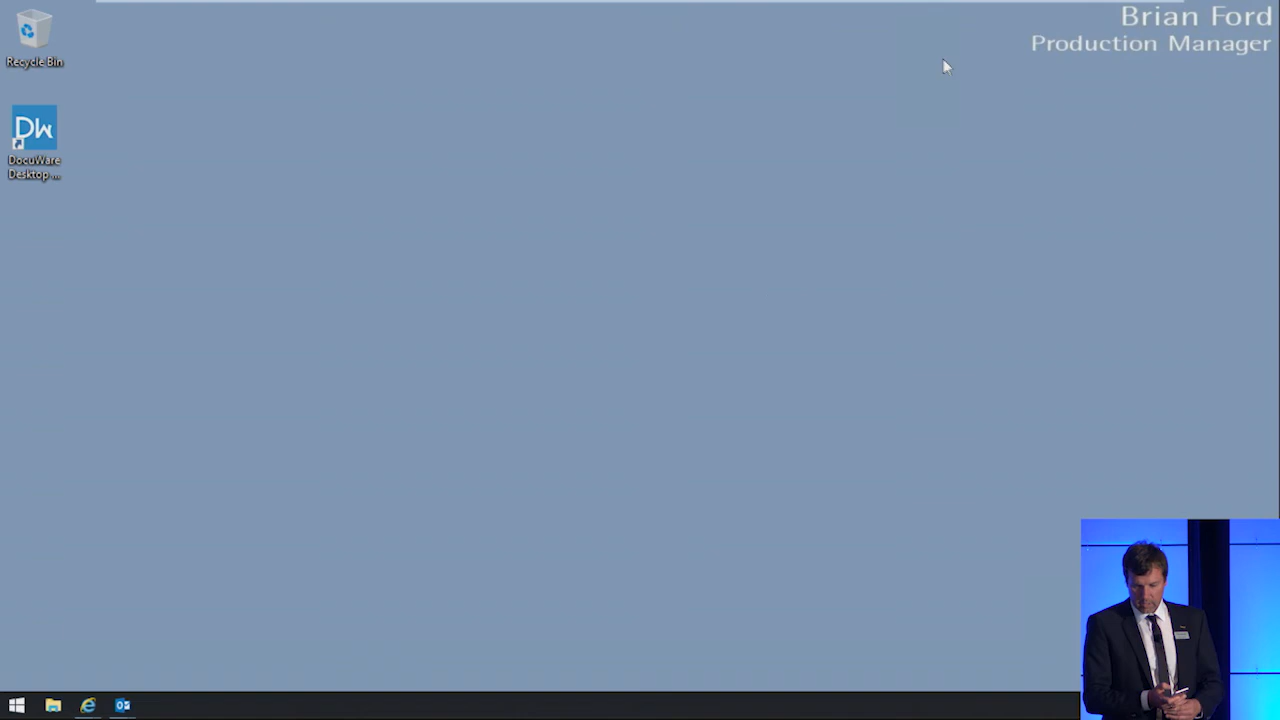 Brian Ford
Production Manager
Recycle Bin
DW
DocuWare
Desktop ...